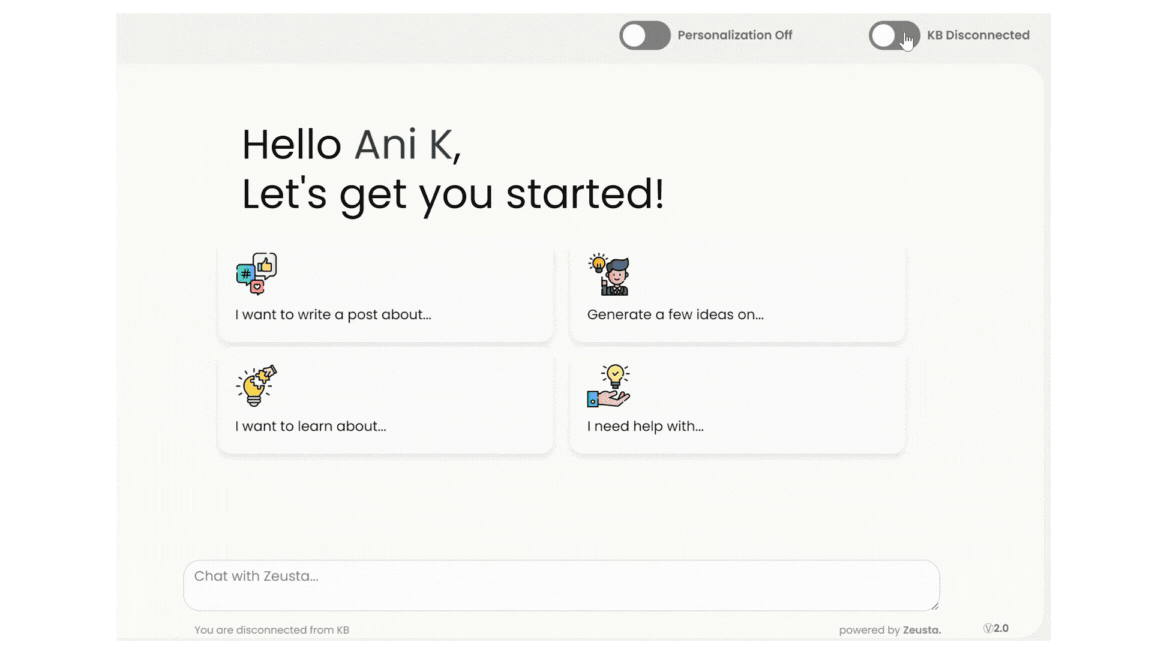 Personalization Off
KB Disconnected
Hello Ani K,
Let's get you started!
#
I want to write a post about...
Generate a few ideas on...
I want to learn about...
I need help with...
Chat with Zeusta...
You are disconnected from KB
powered by Zeusta.
Ⓥ2.0